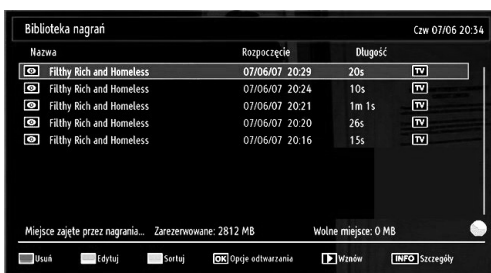 Biblioteka nagrań Czw 07/06 20:34
Nazwa Rozpoczęcie Długość
Filthy Rich and Homeless 07/06/07 20:29 20s TV
Filthy Rich and Homeless 07/06/07 20:24 10s TV
Filthy Rich and Homeless 07/06/07 20:21 1m 1s TV
Filthy Rich and Homeless 07/06/07 20:20 26s TV
Filthy Rich and Homeless 07/06/07 20:16 15s TV
Miejsce zajęte przez nagrania... Zarezerwowane: 2812 MB Wolne miejsce: 0 MB
Usuń Edytuj Sortuj OK Opcje odtwarzania Wznów INFO Szczegóły